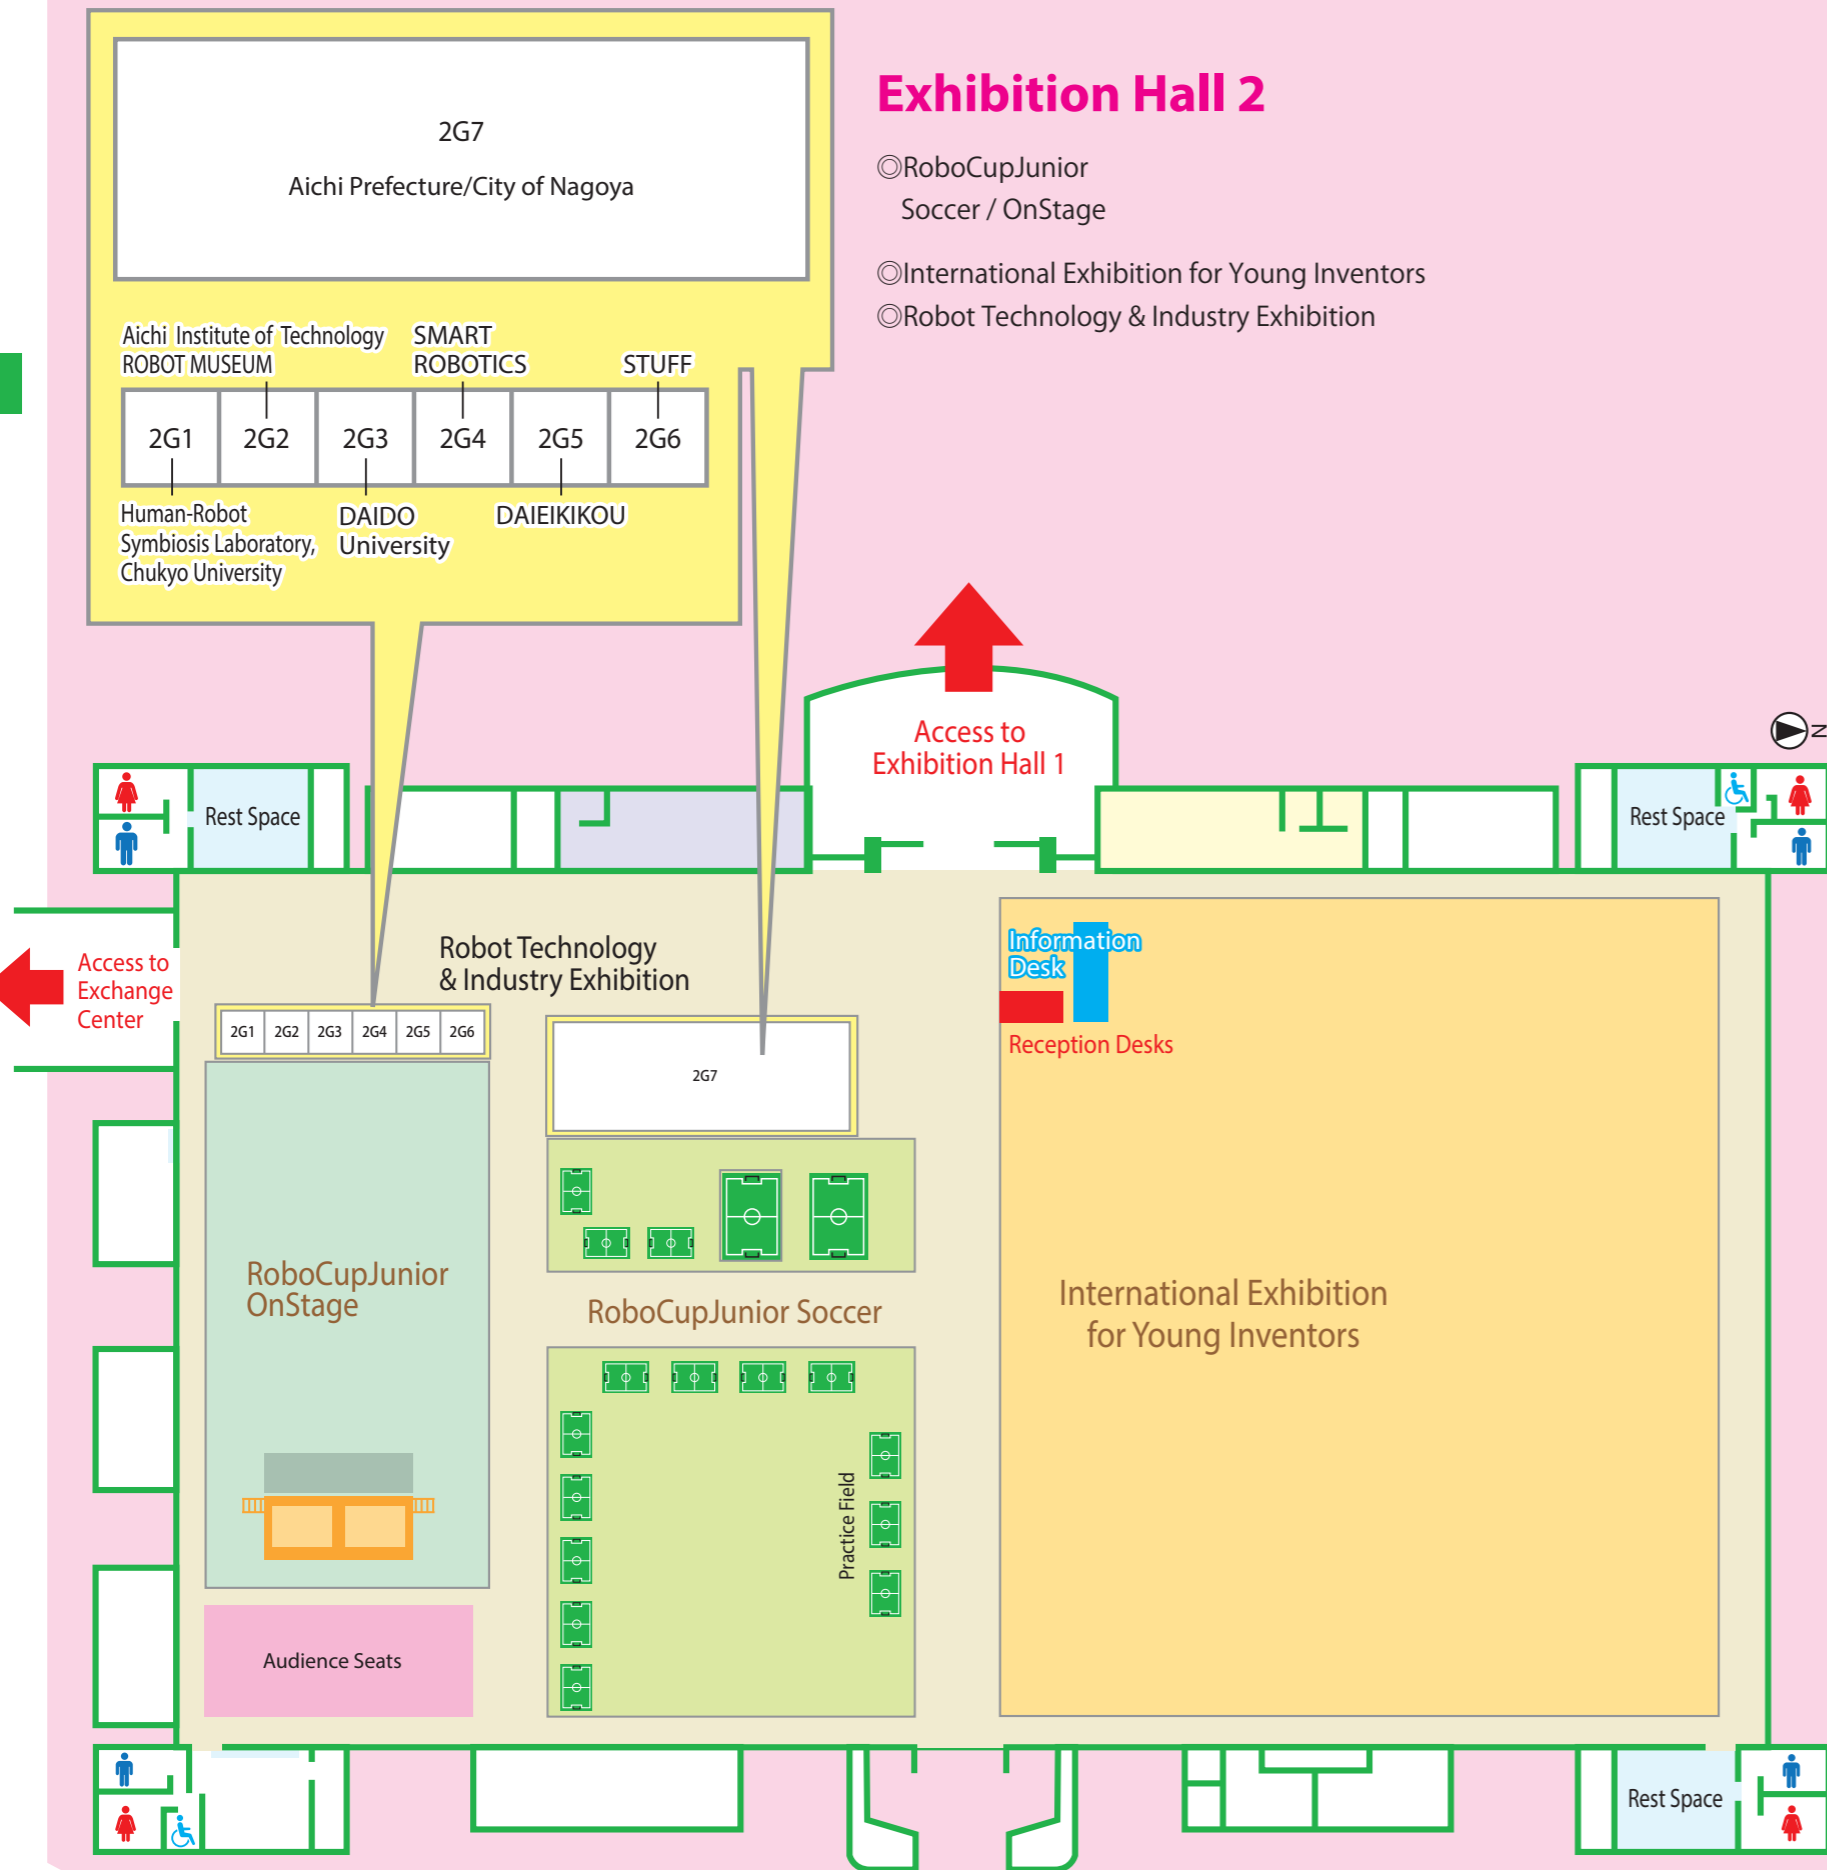 Exhibition Hall 2
◎RoboCupJunior
Soccer / OnStage
◎International Exhibition for Young Inventors
◎Robot Technology & Industry Exhibition
2G7
Aichi Prefecture/City of Nagoya
Aichi Institute of Technology
ROBOT MUSEUM
SMART
ROBOTICS
STUFF
2G1
2G2
2G3
2G4
2G5
2G6
Human-Robot
Symbiosis Laboratory,
Chukyo University
DAIDO
University
DAIEIKIKOU
Access to
Exhibition Hall 1
N
Rest Space
Rest Space
Access to
Exchange
Center
Robot Technology
& Industry Exhibition
Information
Desk
Reception Desks
2G1
2G2
2G3
2G4
2G5
2G6
2G7
RoboCupJunior
OnStage
RoboCupJunior Soccer
International Exhibition
for Young Inventors
Practice Field
Audience Seats
Rest Space